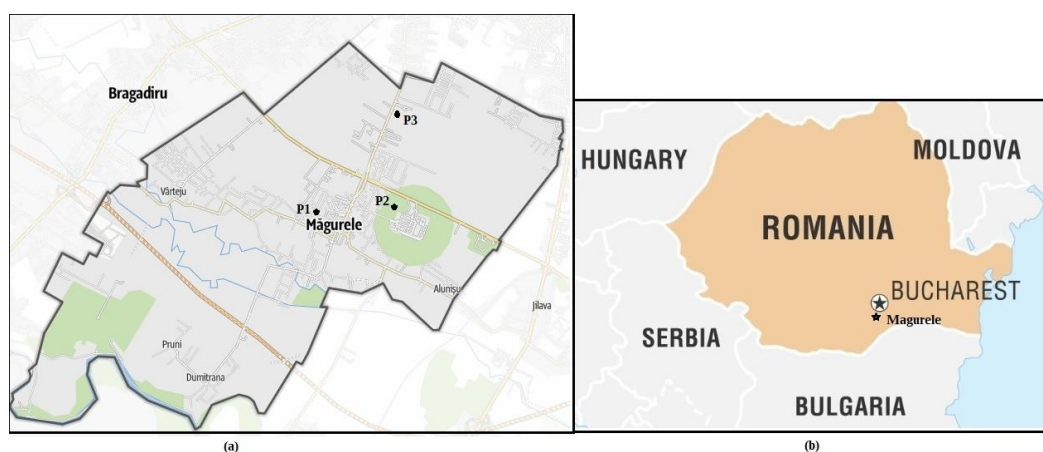 Bragadiru
P3
Vârteju
P1
P2
Măgurele
Alunișu
Jilava
Pruni
Dumitrana
(a)
HUNGARY
MOLDOVA
ROMANIA
BUCHAREST
Magurele
SERBIA
BULGARIA
(b)